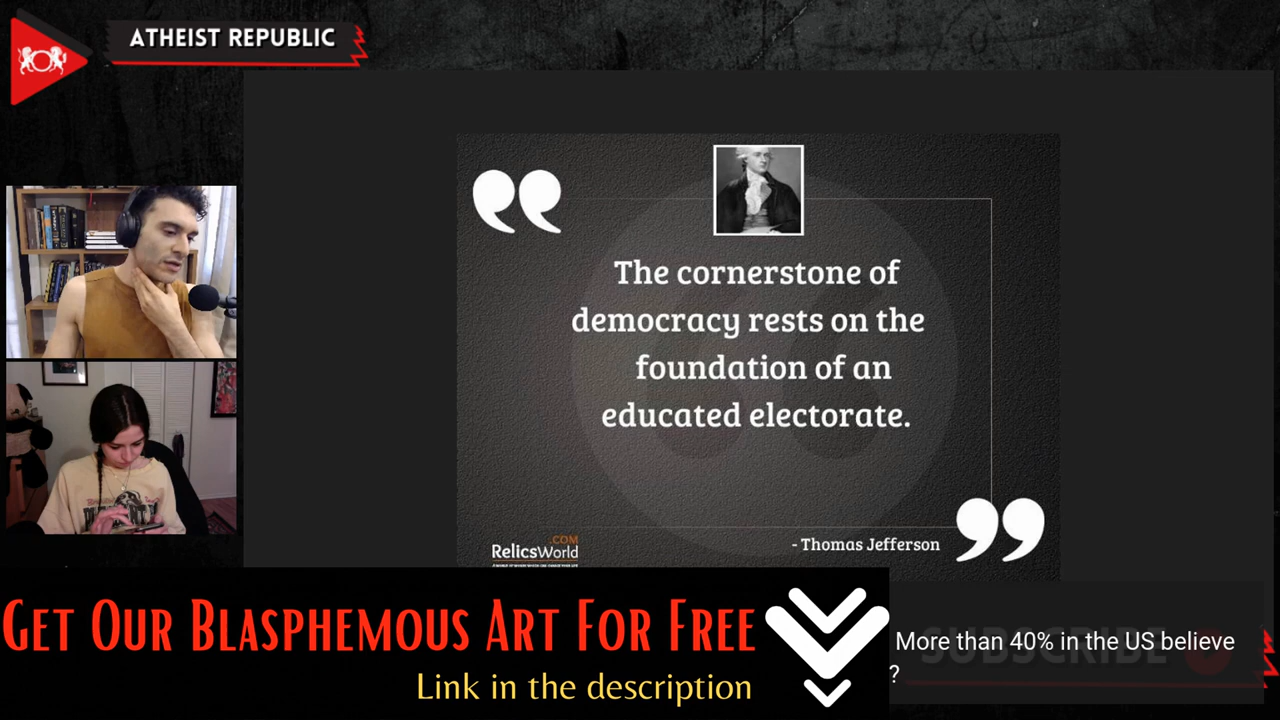 ATHEIST REPUBLIC
The cornerstone of
democracy rests on the
foundation of an
educated electorate.
- Thomas Jefferson
.COM
RelicsWorld
GET OUR BLASPHEMOUS ART FOR FREE
Link in the description
More than 40% in the US believe
?
SUBSCRIBE